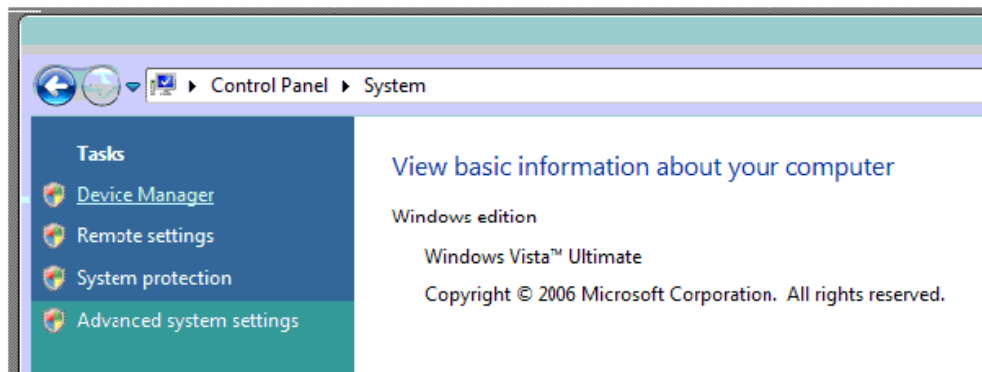 Control Panel System
Tasks
Device Manager
Remote settings
System protection
Advanced system settings
View basic information about your computer
Windows edition
Windows Vista™ Ultimate
Copyright © 2006 Microsoft Corporation. All rights reserved.